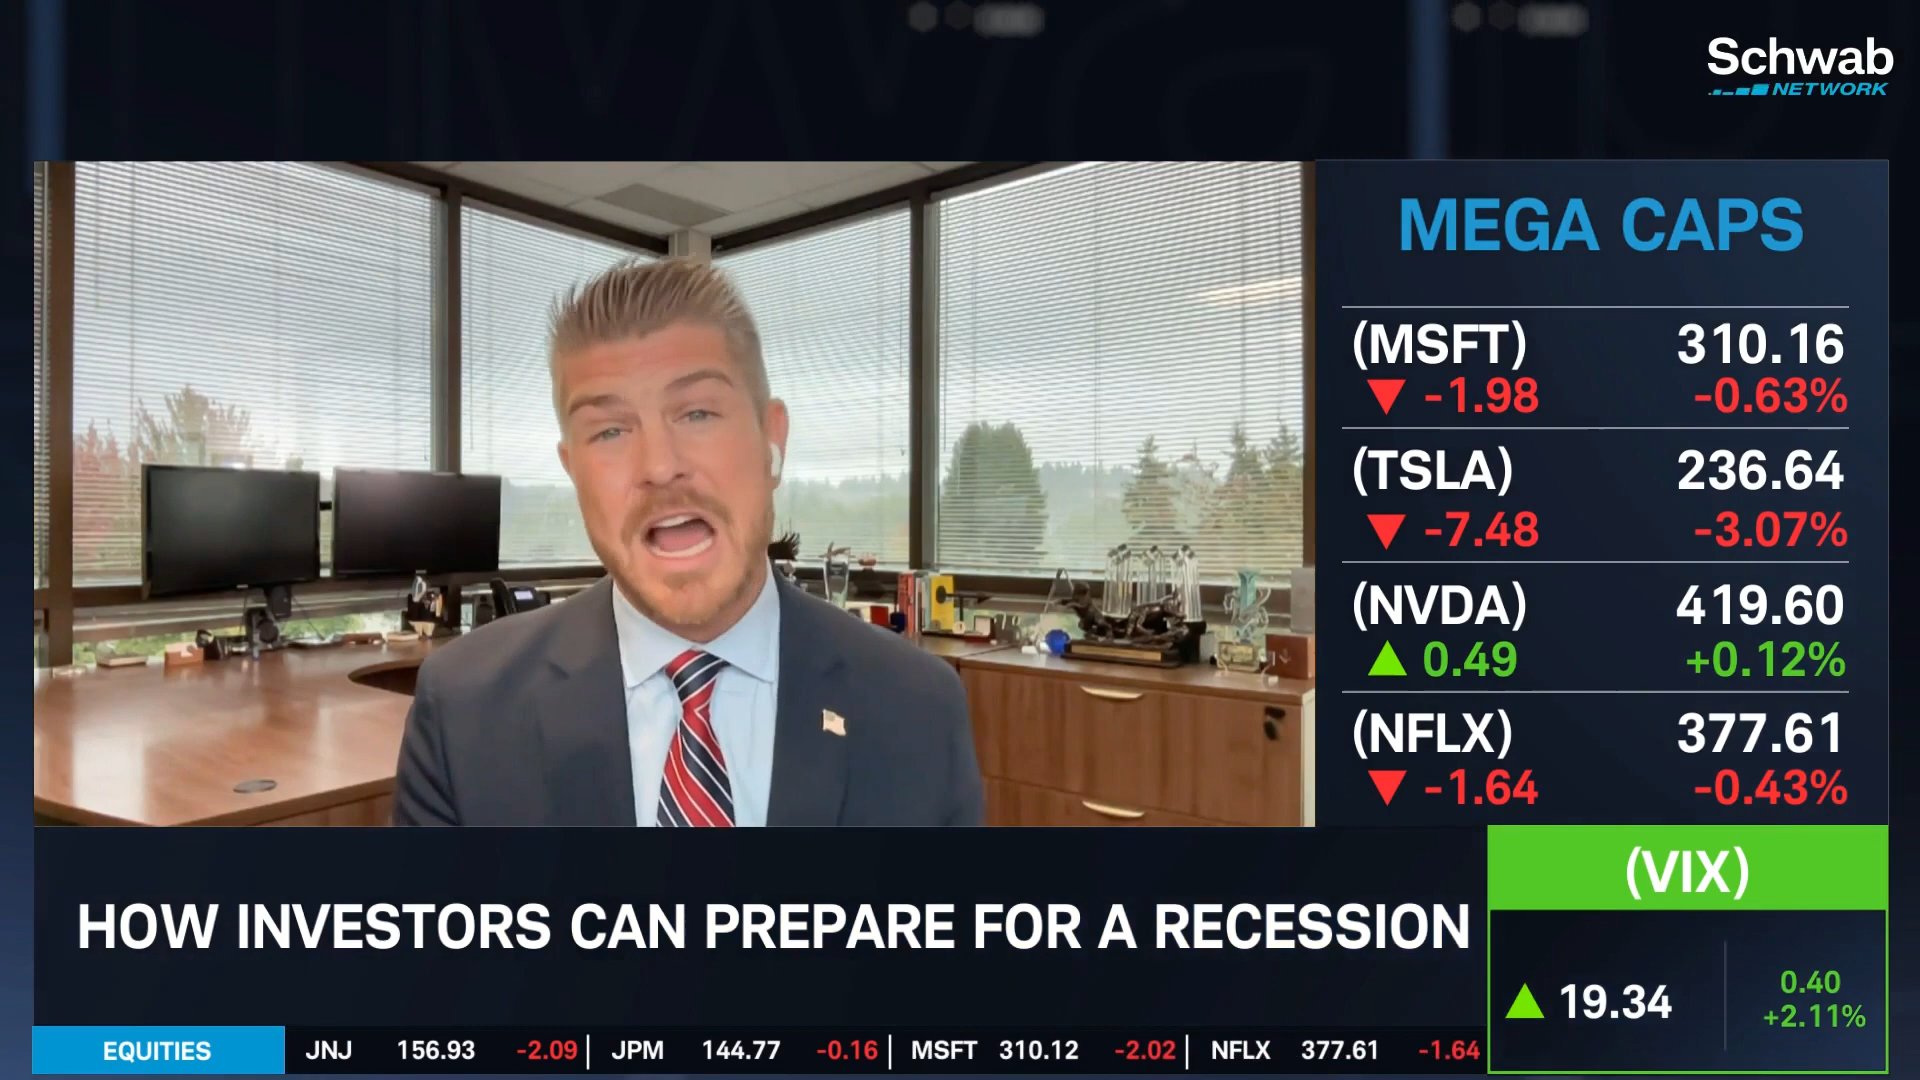 Schwab
NETWORK
MEGA CAPS
(MSFT) 310.16
▼ -1.98 -0.63%
(TSLA) 236.64
▼ -7.48 -3.07%
(NVDA) 419.60
▲ 0.49 +0.12%
(NFLX) 377.61
▼ -1.64 -0.43%
HOW INVESTORS CAN PREPARE FOR A RECESSION
(VIX)
▲ 19.34
0.40
+2.11%
EQUITIES JNJ 156.93 -2.09 | JPM 144.77 -0.16 | MSFT 310.12 -2.02 | NFLX 377.61 -1.64